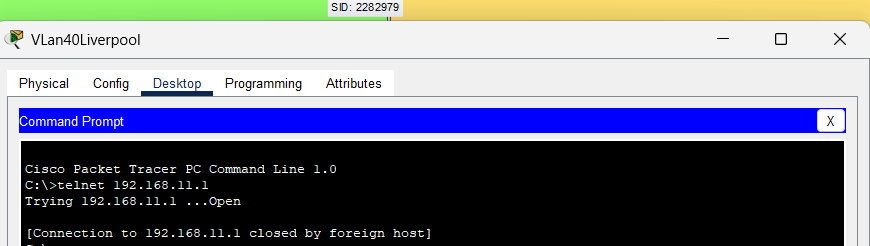 SID: 2282979
VLan40Liverpool
Physical Config Desktop Programming Attributes
Command Prompt X
Cisco Packet Tracer PC Command Line 1.0
C:\>telnet 192.168.11.1
Trying 192.168.11.1 ...Open
[Connection to 192.168.11.1 closed by foreign host]